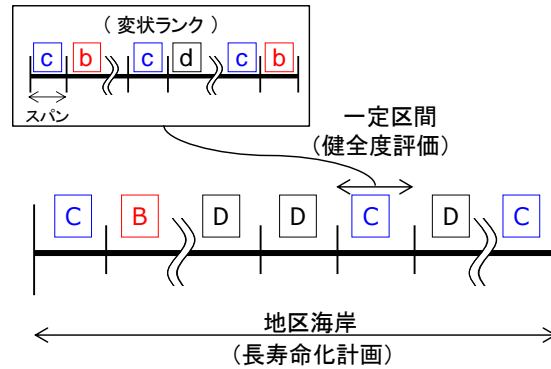 （変状ランク）
c b c d c b
スパン
一定区間
（健全度評価）
C B D D C D C
地区海岸
（長寿命化計画）